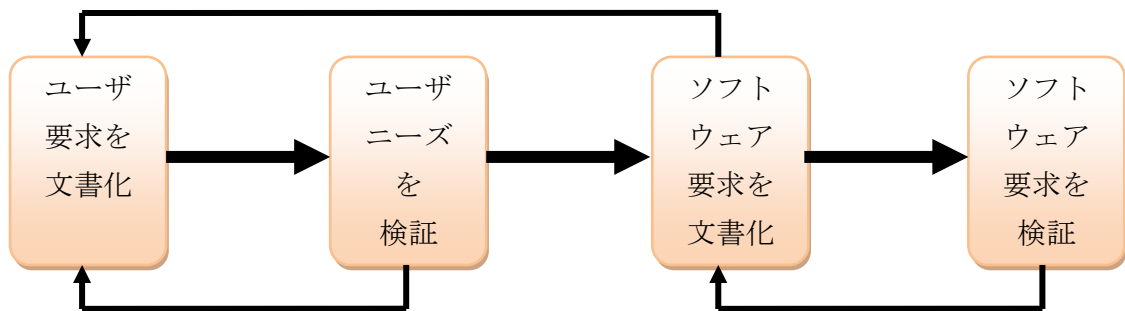 ユーザ
要求を
文書化
ユーザ
ニーズ
を
検証
ソフト
ウェア
要求を
文書化
ソフト
ウェア
要求を
検証